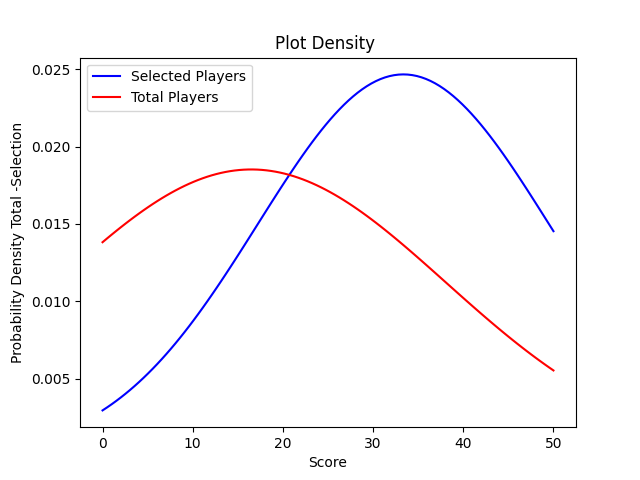 Plot Density
Selected Players
Total Players
Probability Density Total -Selection
0.025
0.020
0.015
0.010
0.005
0 10 20 30 40 50
Score